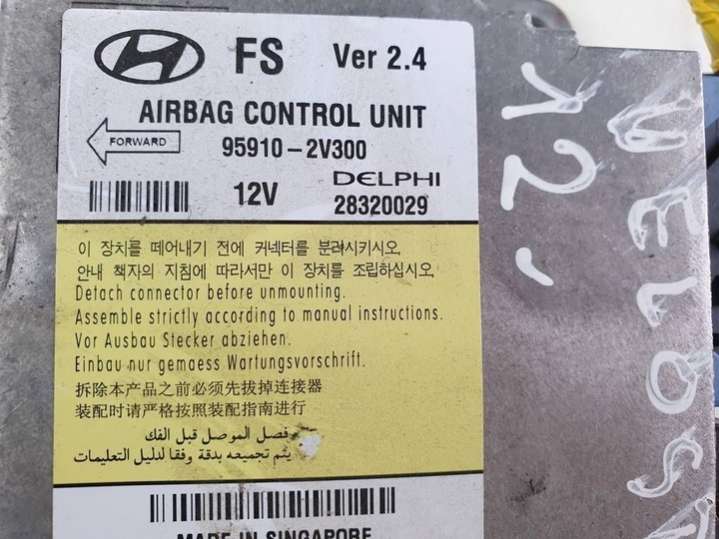 FS Ver 2.4
AIRBAG CONTROL UNIT
FORWARD
95910-2V300
12V
DELPHI
28320029
이 장치를 떼어내기 전에 커넥터를 분리시키시오.
안내 책자의 지침에 따라서만 이 장치를 조립하십시오.
Detach connector before unmounting.
Assemble strictly according to manual instructions.
Vor Ausbau Stecker abziehen.
Einbau nur gemaess Wartungsvorschrift.
拆除本产品之前必须先拔掉连接器
装配时请严格按照装配指南进行
فصل الموصل قبل الفك
يتم تجميعه بدقة وفقا لدليل التعليمات
MADE IN SINGAPORE
VELOST
12,